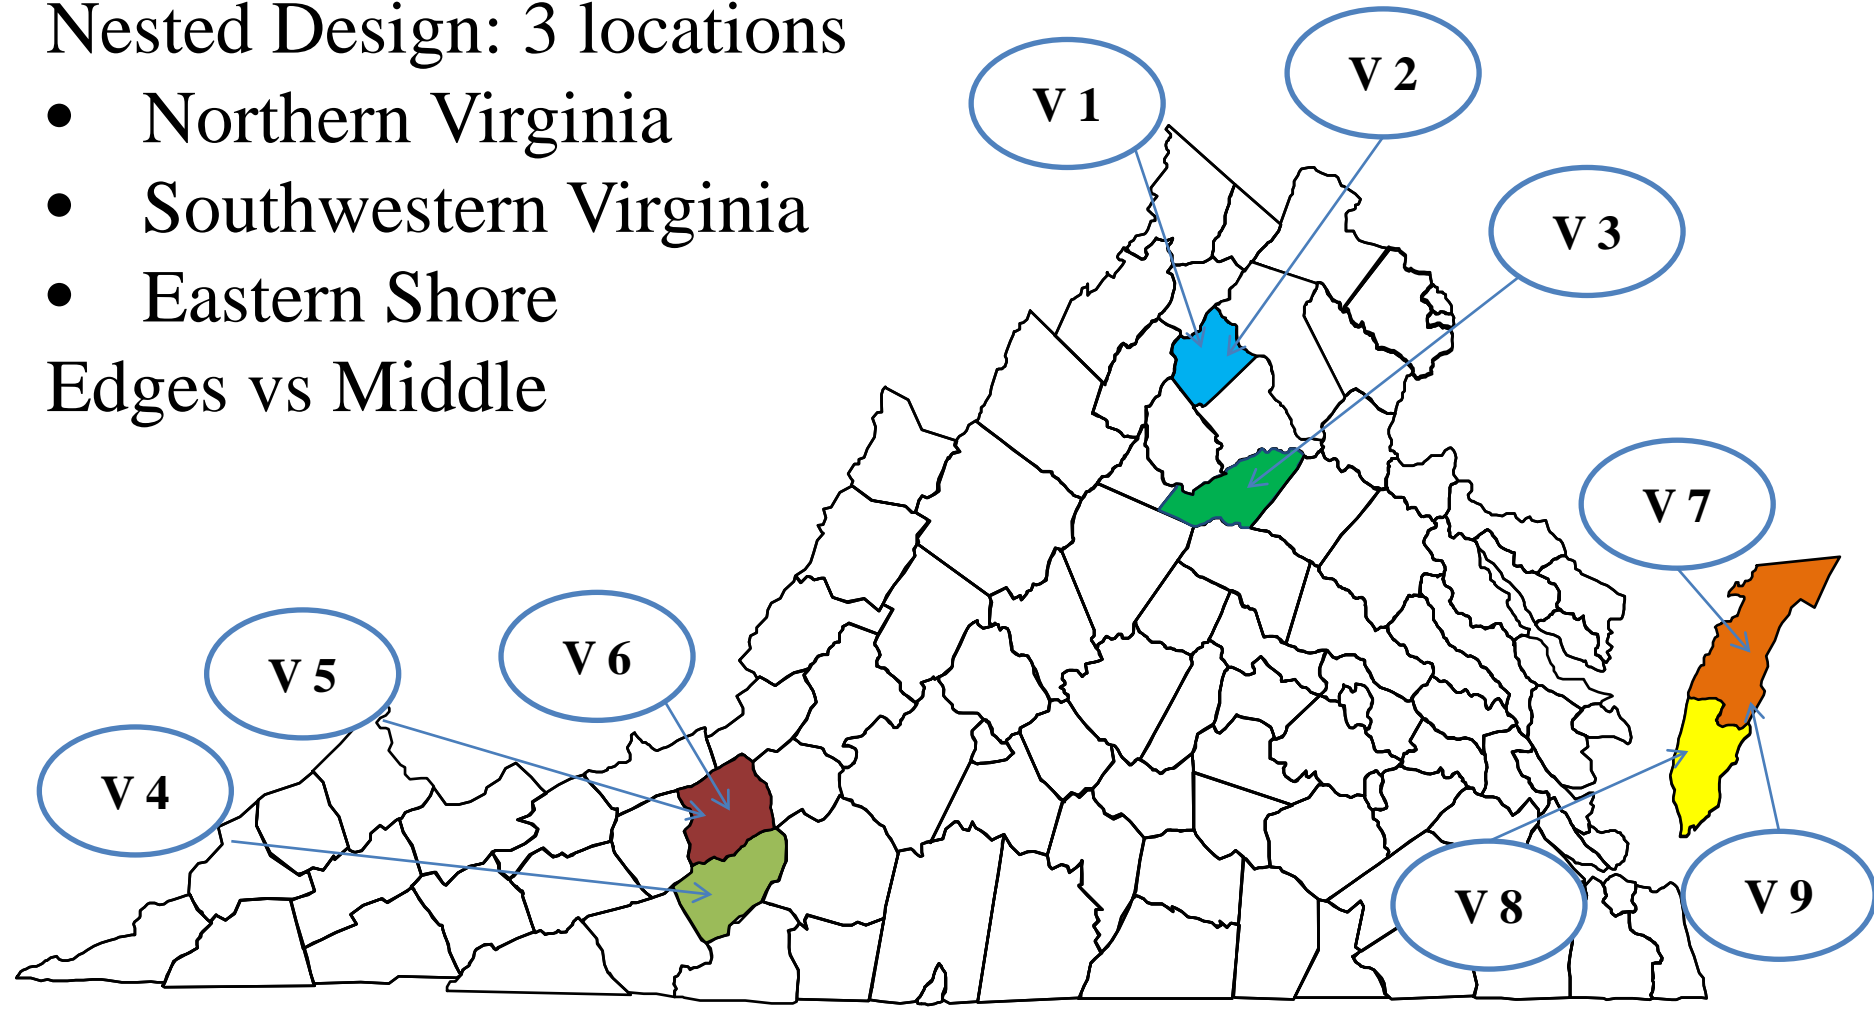 Nested Design: 3 locations
• Northern Virginia
• Southwestern Virginia
• Eastern Shore
Edges vs Middle
V 1
V 2
V 3
V 7
V 6
V 5
V 4
V 8
V 9